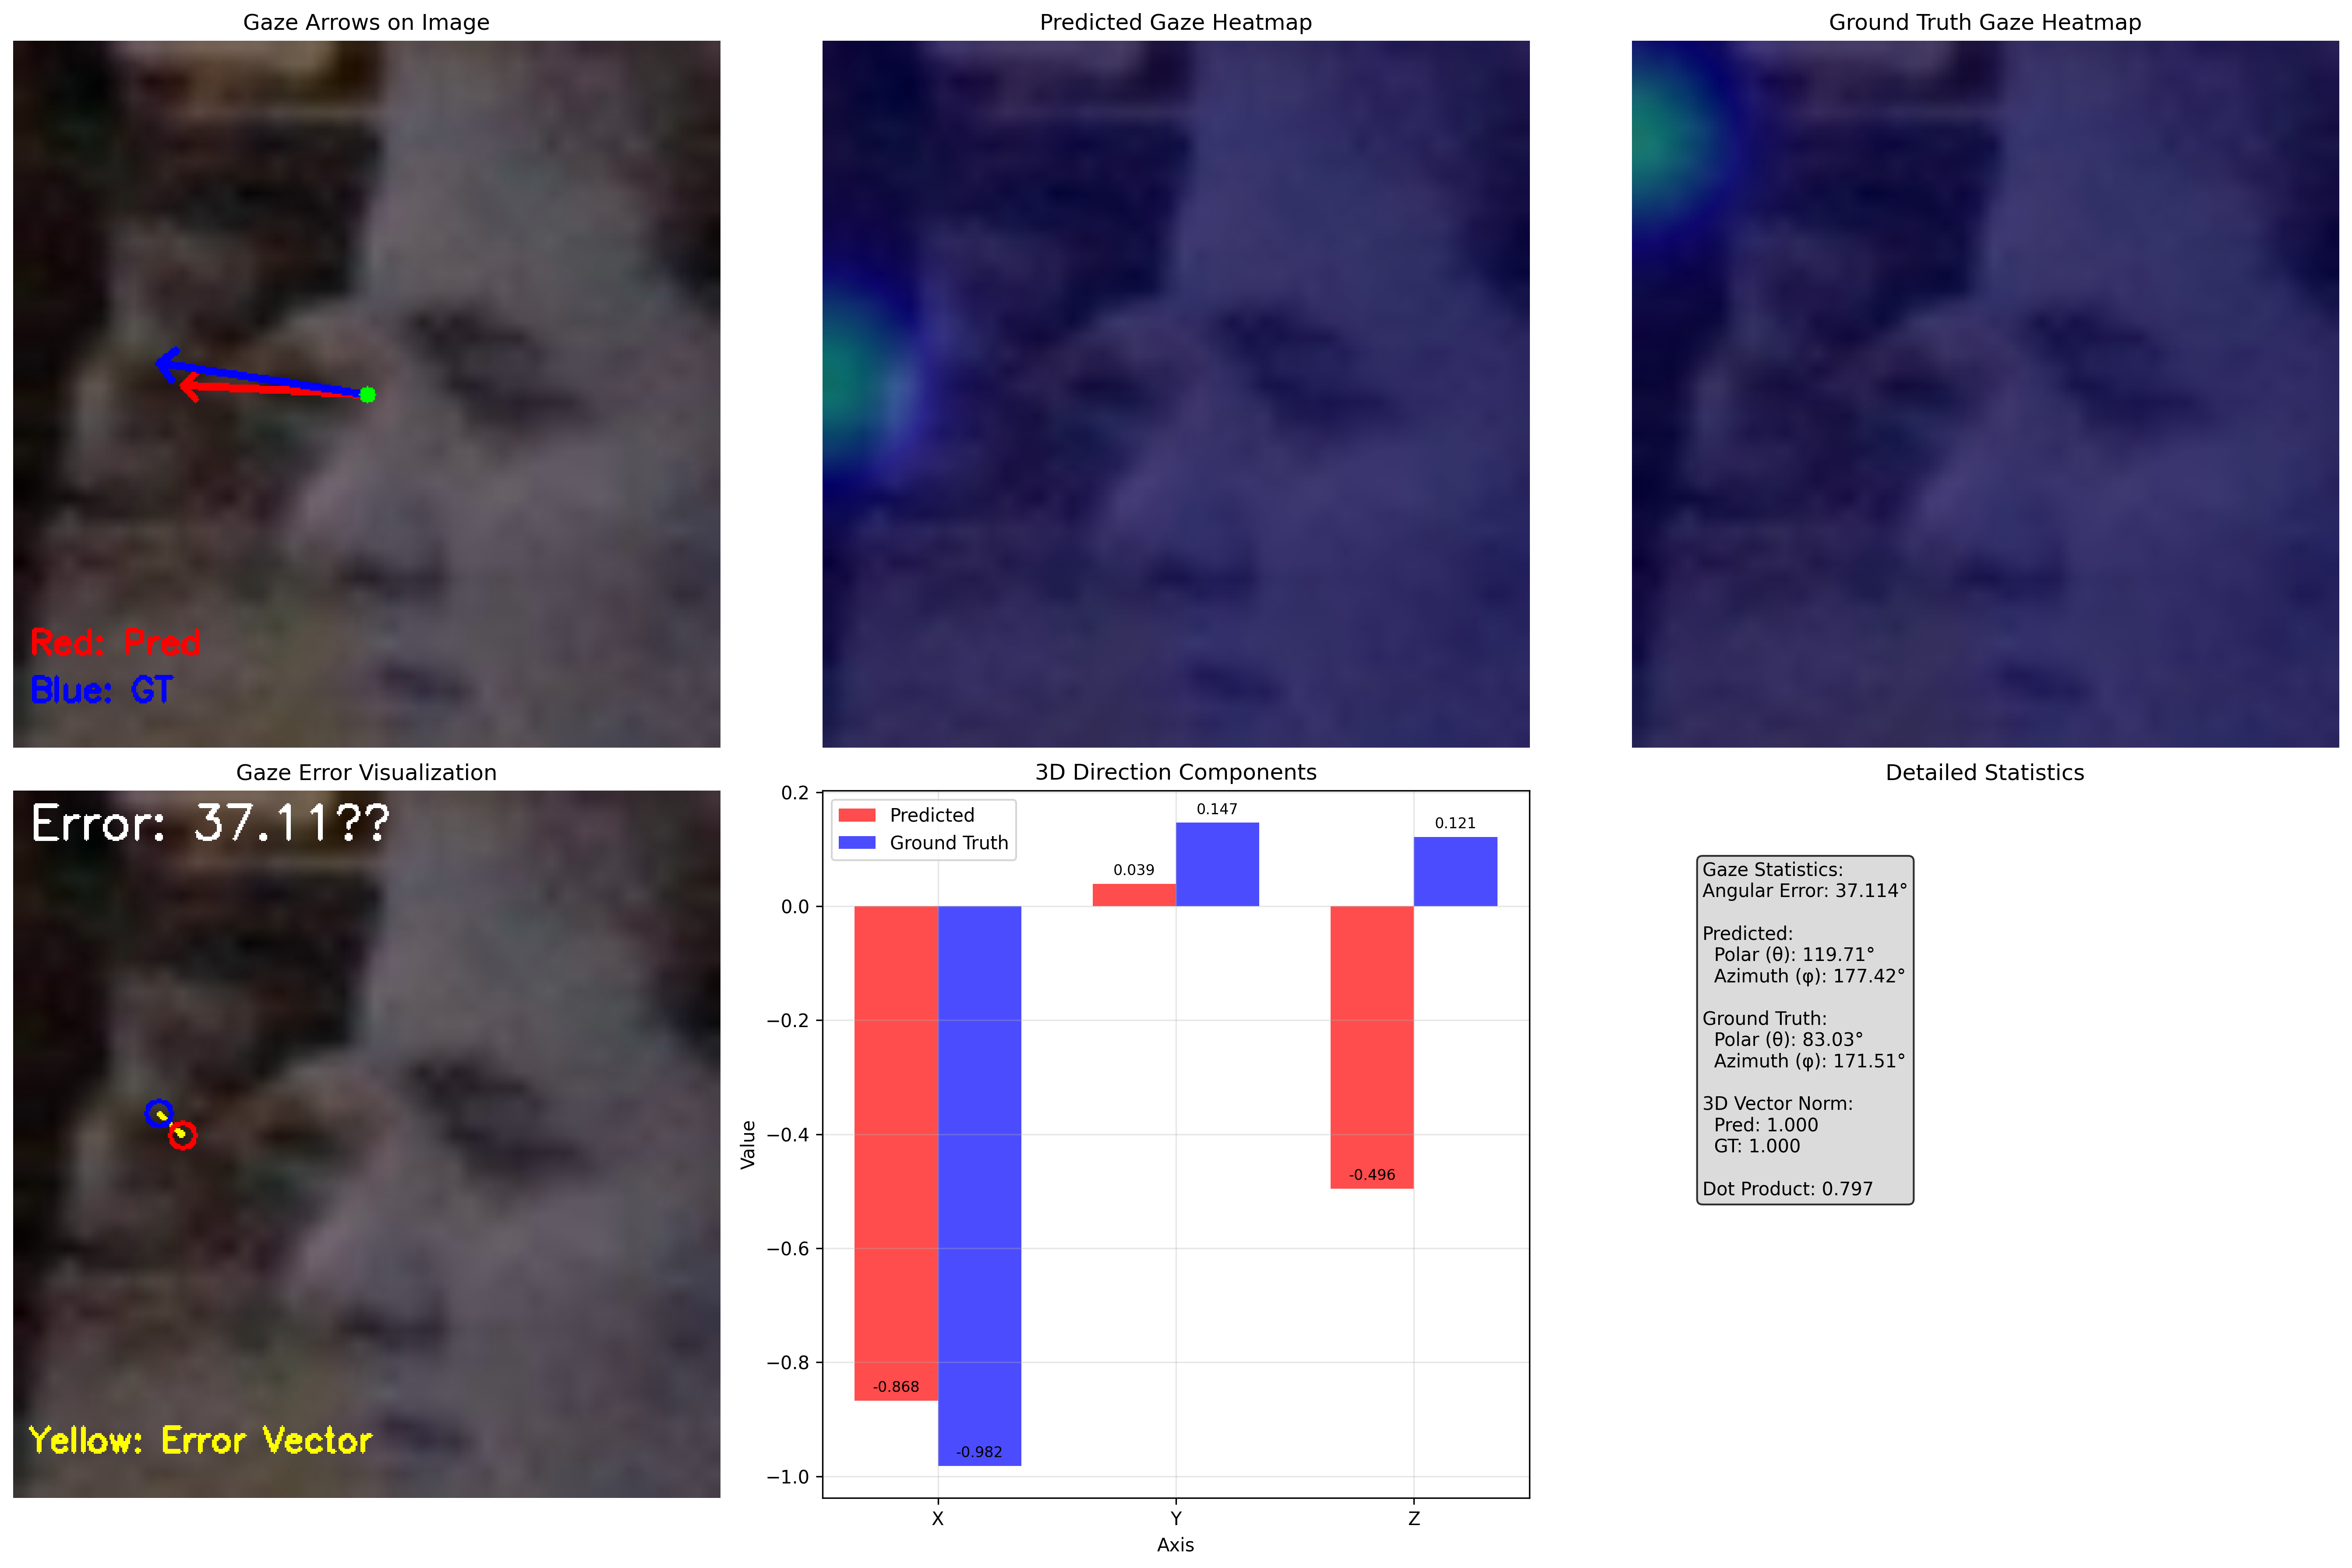 Gaze Arrows on Image
Predicted Gaze Heatmap
Ground Truth Gaze Heatmap
Red: Pred
Blue: GT
Gaze Error Visualization
Error: 37.11??
Yellow: Error Vector
3D Direction Components
Predicted
Ground Truth
0.2
0.0
−0.2
−0.4
−0.6
−0.8
−1.0
Value
-0.868
-0.982
0.039
0.147
-0.496
0.121
X
Y
Z
Axis
Detailed Statistics
Gaze Statistics:
Angular Error: 37.114°
Predicted:
Polar (θ): 119.71°
Azimuth (φ): 177.42°
Ground Truth:
Polar (θ): 83.03°
Azimuth (φ): 171.51°
3D Vector Norm:
Pred: 1.000
GT: 1.000
Dot Product: 0.797